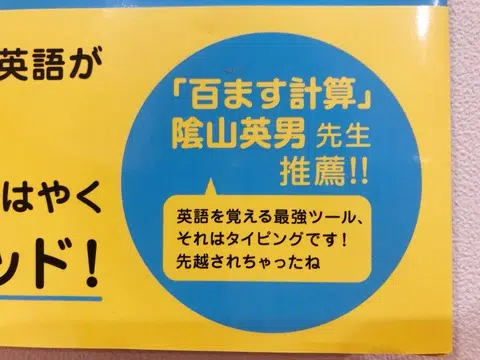 英語が
はやく
ッド！
「百ます計算」
陰山英男 先生
推薦!!
英語を覚える最強ツール、
それはタイピングです！
先越されちゃったね